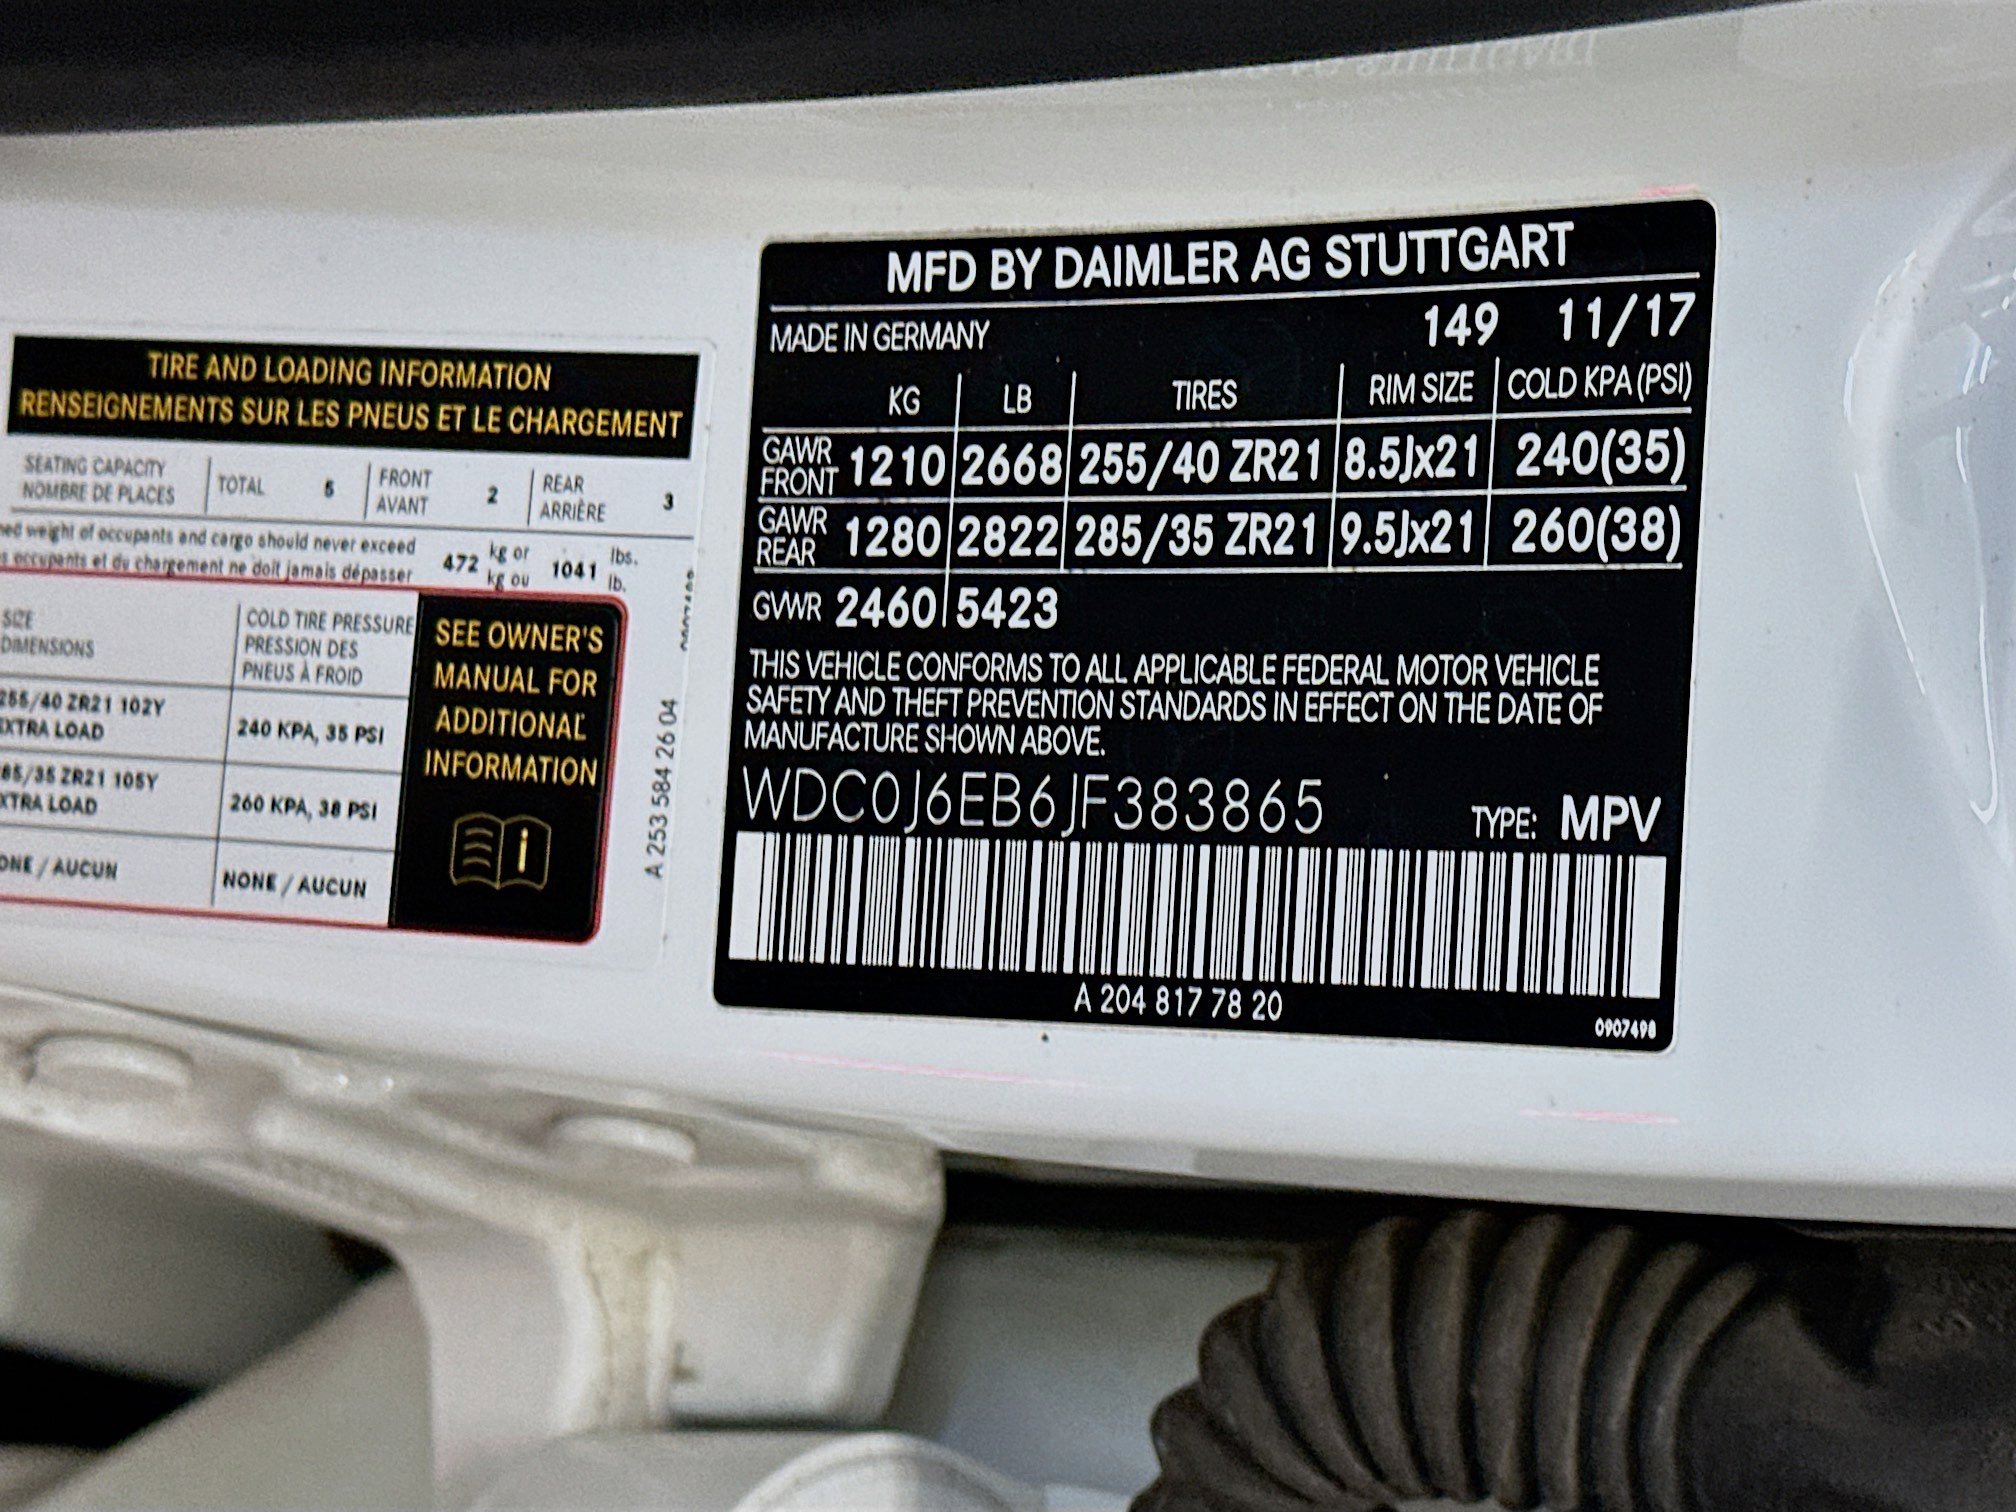 TIRE AND LOADING INFORMATION
RENSEIGNEMENTS SUR LES PNEUS ET LE CHARGEMENT
SEATING CAPACITY
NOMBRE DE PLACES
TOTAL 5
FRONT
AVANT
2
REAR
ARRIÈRE
3
weight of occupants and cargo should never exceed
occupants et du chargement ne doit jamais dépasser
472 kg or
kg ou
1041 lbs.
lb.
SIZE
DIMENSIONS
COLD TIRE PRESSURE
PRESSION DES
PNEUS À FROID
255/40 ZR21 102Y
EXTRA LOAD
240 KPA, 35 PSI
85/35 ZR21 105Y
XTRA LOAD
260 KPA, 38 PSI
ONE / AUCUN
NONE / AUCUN
SEE OWNER'S
MANUAL FOR
ADDITIONAL
INFORMATION
A 253 584 26 04
MFD BY DAIMLER AG STUTTGART
MADE IN GERMANY 149 11/17
KG LB TIRES RIM SIZE COLD KPA (PSI)
GAWR
FRONT
1210 2668 255/40 ZR21 8.5Jx21 240(35)
GAWR
REAR
1280 2822 285/35 ZR21 9.5Jx21 260(38)
GVWR 2460 5423
THIS VEHICLE CONFORMS TO ALL APPLICABLE FEDERAL MOTOR VEHICLE
SAFETY AND THEFT PREVENTION STANDARDS IN EFFECT ON THE DATE OF
MANUFACTURE SHOWN ABOVE.
WDC0J6EB6JF383865 TYPE: MPV
A 204 817 78 20
0907498